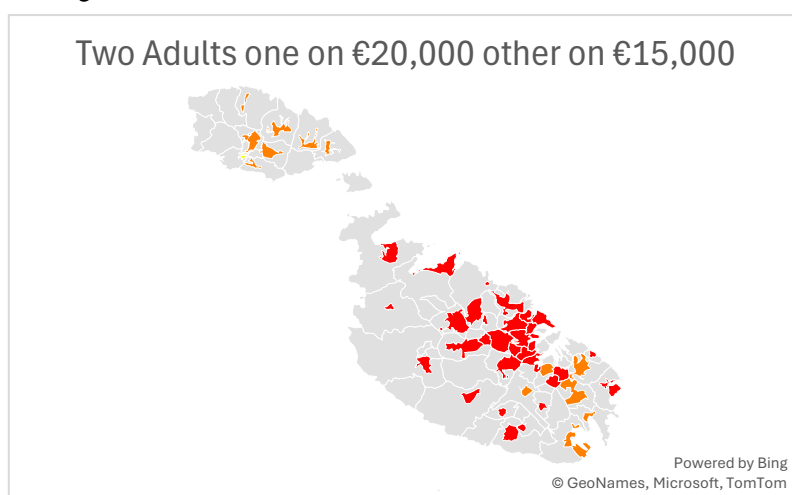 Two Adults one on €20,000 other on €15,000
Powered by Bing
© GeoNames, Microsoft, TomTom